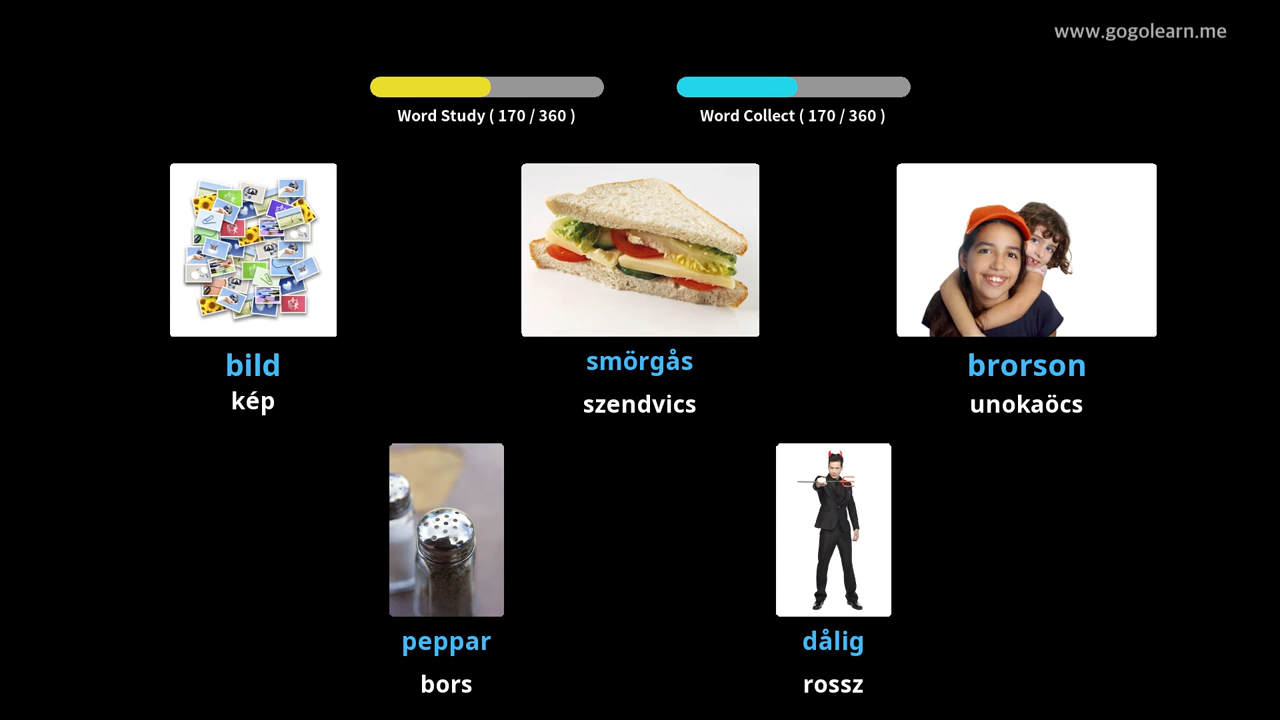 www.gogolearn.me
Word Study ( 170 / 360 )
Word Collect ( 170 / 360 )
bild
kép
smörgås
szendvics
brorson
unokaöcs
peppar
bors
dålig
rossz